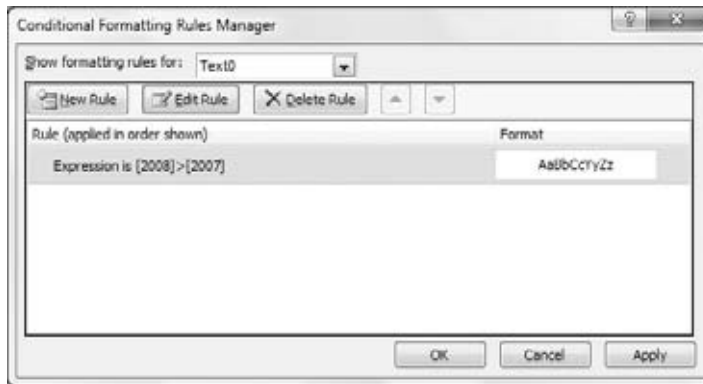 Conditional Formatting Rules Manager
Show formatting rules for: Text0
New Rule Edit Rule Delete Rule
Rule (applied in order shown) Format
Expression is [2008]>[2007] AaBbCcYyZz
OK Cancel Apply